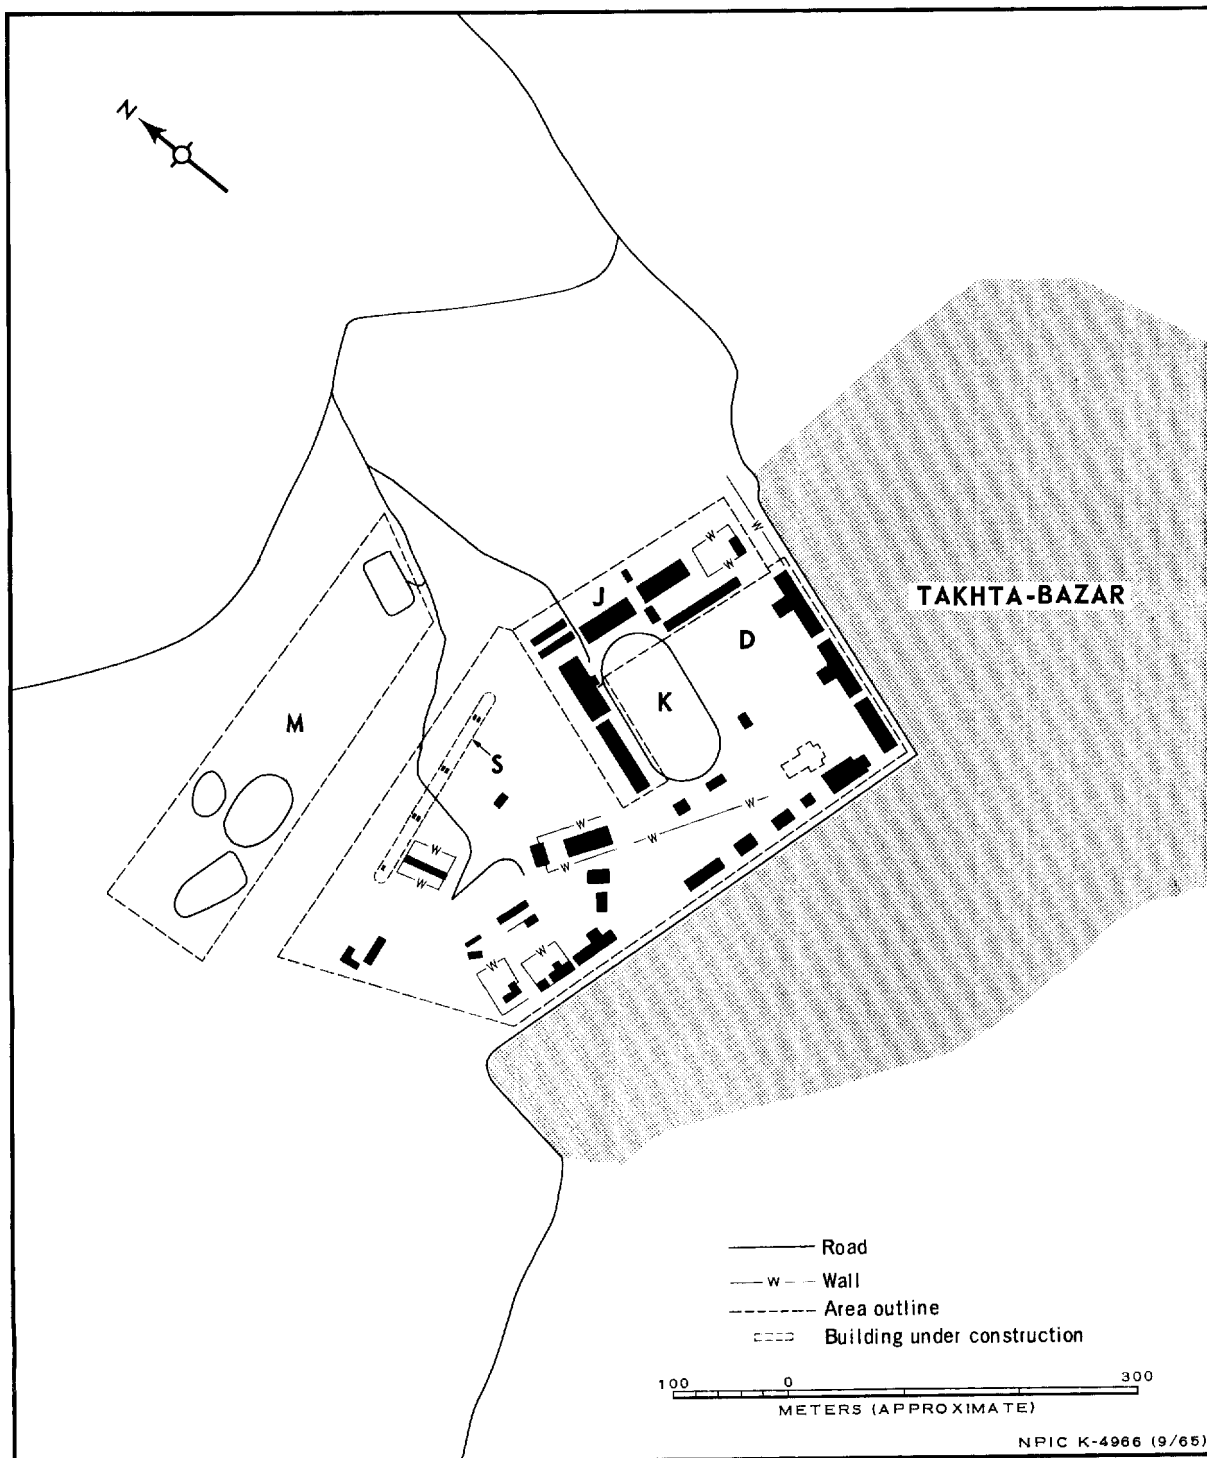 N
W
W
W
J
TAKHTA-BAZAR
D
K
M
S
W
W
W
W
W
W
W
W
W
Road
W Wall
Area outline
Building under construction
100 0 300
METERS (APPROXIMATE)
NPIC K-4966 (9/65)